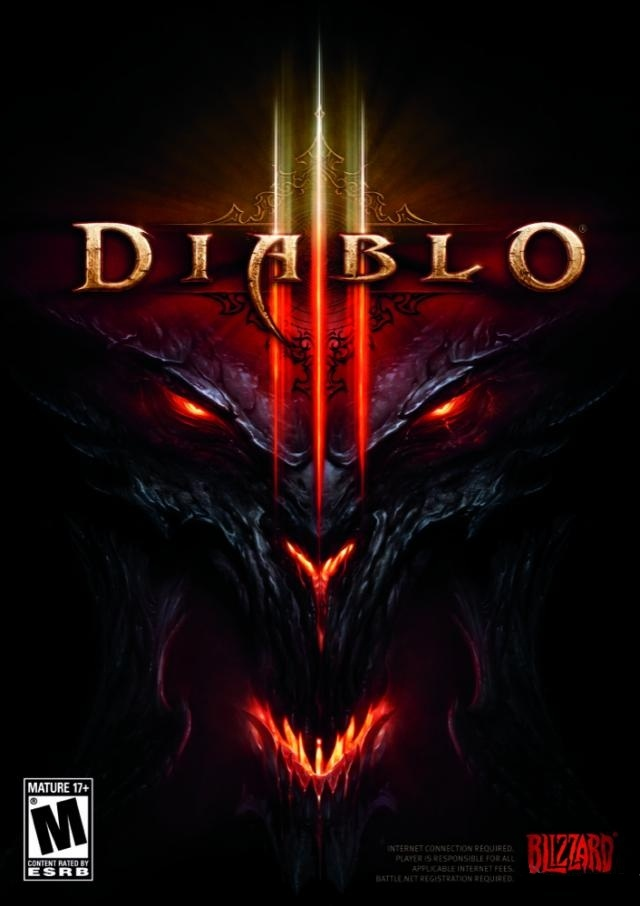 DIABLO®
III
MATURE 17+
M®
CONTENT RATED BY
ESRB
INTERNET CONNECTION REQUIRED.
PLAYER IS RESPONSIBLE FOR ALL
APPLICABLE INTERNET FEES.
BATTLE.NET REGISTRATION REQUIRED.
BLIZZARD®